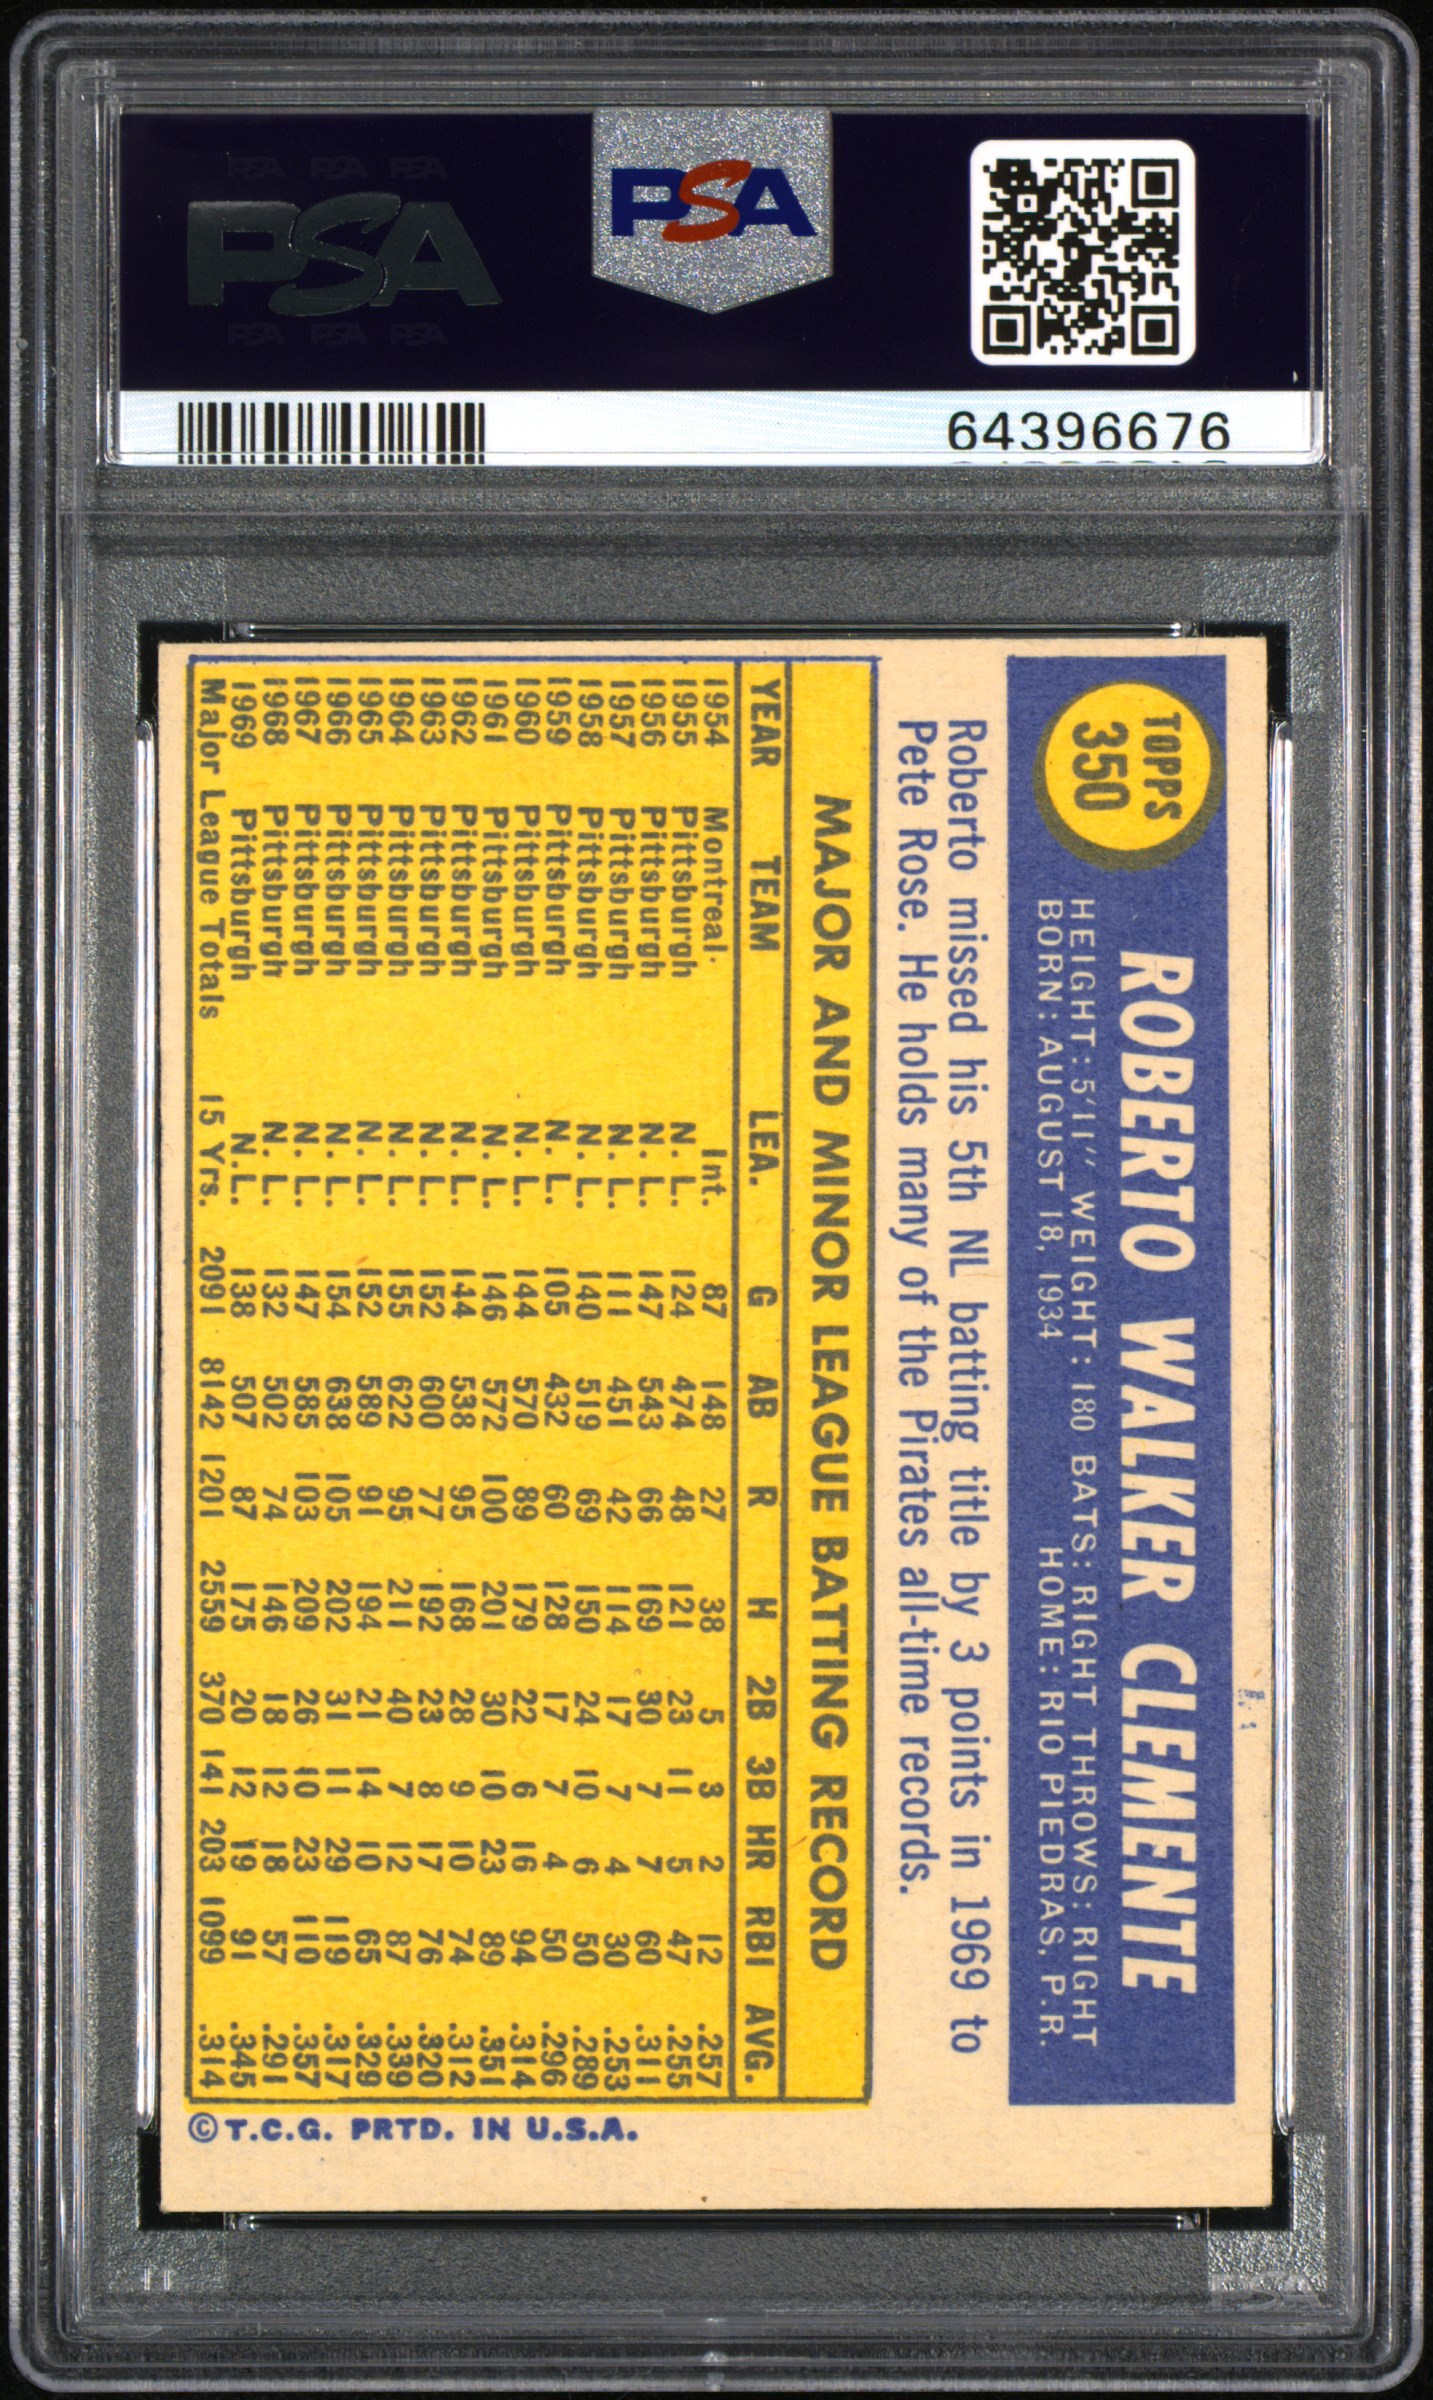 PSA PSA PSA
PSA
PSA PSA PSA
PSA
64396676
TOPPS
350
ROBERTO WALKER CLEMENTE
HEIGHT: 5'11" WEIGHT: 180 BATS: RIGHT THROWS: RIGHT
BORN: AUGUST 18, 1934 HOME: RIO PIEDRAS, P.R.
Roberto missed his 5th NL batting title by 3 points in 1969 to
Pete Rose. He holds many of the Pirates all-time records.
MAJOR AND MINOR LEAGUE BATTING RECORD
YEAR TEAM LEA. G AB R H 2B 3B HR RBI AVG.
1954 Montreal Int. 87 148 27 38 5 3 2 12 .257
1955 Pittsburgh N. L. 124 474 48 121 23 11 5 47 .255
1956 Pittsburgh N. L. 147 543 66 169 30 7 7 60 .311
1957 Pittsburgh N. L. 111 451 42 114 17 7 4 30 .253
1958 Pittsburgh N. L. 140 519 69 150 24 10 6 50 .289
1959 Pittsburgh N. L. 105 432 60 128 17 7 4 50 .296
1960 Pittsburgh N. L. 144 570 89 179 22 6 16 94 .314
1961 Pittsburgh N. L. 146 572 100 201 30 10 23 89 .351
1962 Pittsburgh N. L. 144 538 95 168 28 9 10 74 .312
1963 Pittsburgh N. L. 152 600 77 192 23 8 17 76 .320
1964 Pittsburgh N. L. 155 622 95 211 40 7 12 87 .339
1965 Pittsburgh N. L. 152 589 91 194 21 14 10 65 .329
1966 Pittsburgh N. L. 154 638 105 202 31 11 29 119 .317
1967 Pittsburgh N. L. 147 585 103 209 26 10 23 110 .357
1968 Pittsburgh N. L. 132 502 74 146 18 12 18 57 .291
1969 Pittsburgh N.L. 138 507 87 175 20 12 19 91 .345
Major League Totals 15 Yrs. 2091 8142 1201 2559 370 141 203 1099 .314
©T.C.G. PRTD. IN U.S.A.
PSA